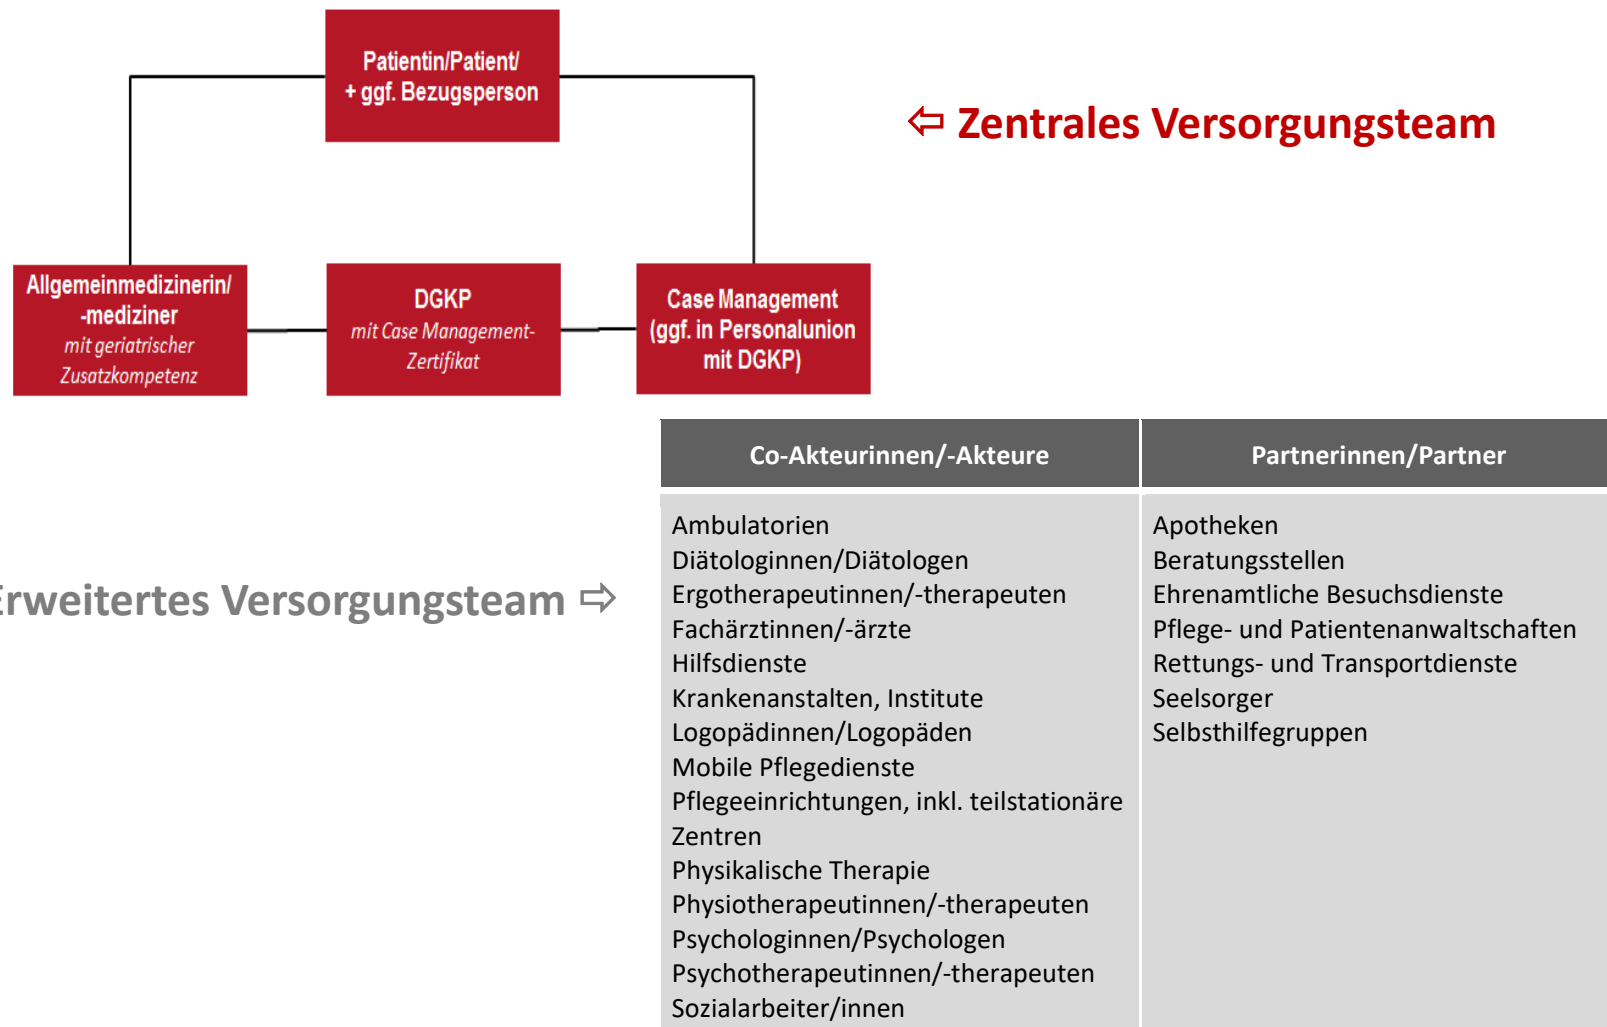 Patientin/Patient/
+ ggf. Bezugsperson
⇦ Zentrales Versorgungsteam
Allgemeinmedizinerin/
-mediziner
mit geriatrischer
Zusatzkompetenz
DGKP
mit Case Management-
Zertifikat
Case Management
(ggf. in Personalunion
mit DGKP)
Erweitertes Versorgungsteam ⇨
Co-Akteurinnen/-Akteure
Ambulatorien
Diätologinnen/Diätologen
Ergotherapeutinnen/-therapeuten
Fachärztinnen/-ärzte
Hilfsdienste
Krankenanstalten, Institute
Logopädinnen/Logopäden
Mobile Pflegedienste
Pflegeeinrichtungen, inkl. teilstationäre
Zentren
Physikalische Therapie
Physiotherapeutinnen/-therapeuten
Psychologinnen/Psychologen
Psychotherapeutinnen/-therapeuten
Sozialarbeiter/innen
Partnerinnen/Partner
Apotheken
Beratungsstellen
Ehrenamtliche Besuchsdienste
Pflege- und Patientenanwaltschaften
Rettungs- und Transportdienste
Seelsorger
Selbsthilfegruppen